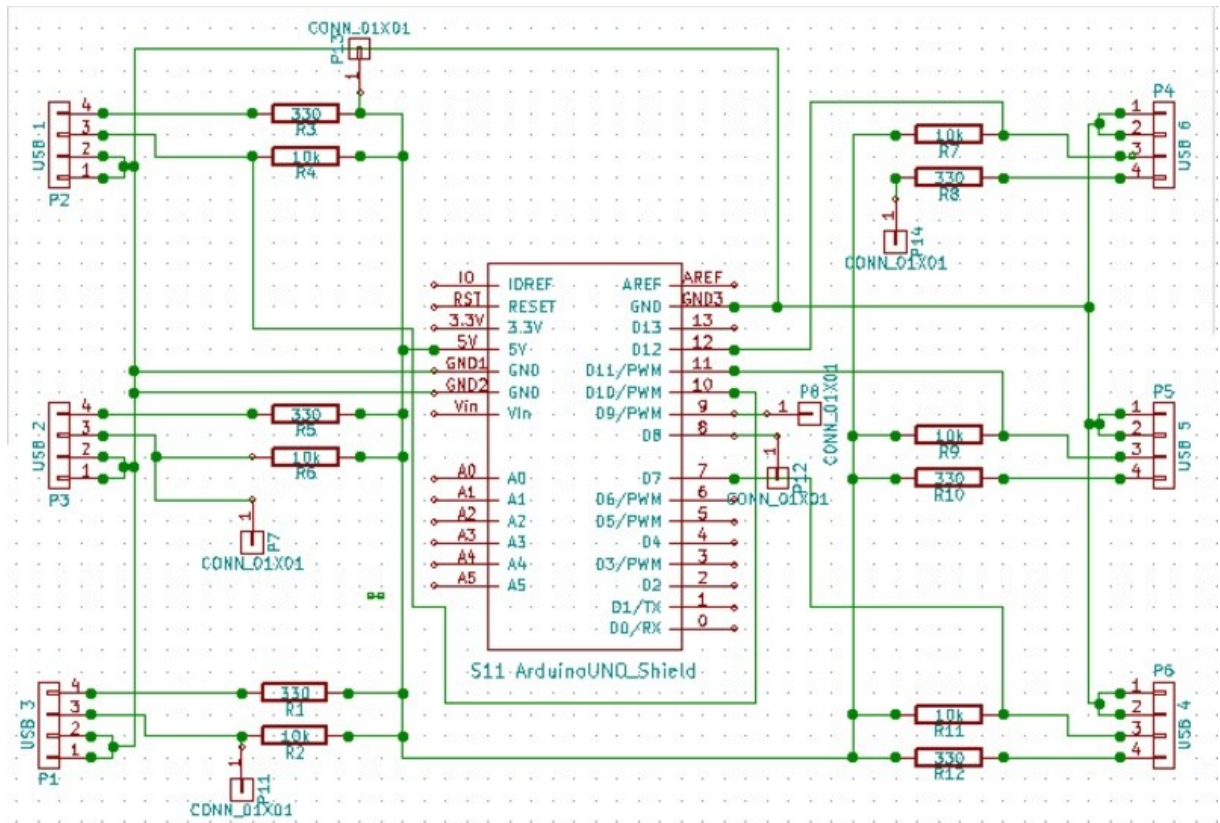 CONN_01X01
P13
1
4
3
2
1
USB 1
P2
330
R3
10k
R4
P4
1
2
3
4
USB 6
10k
R7
330
R8
1
P14
CONN_01X01
IO
RST
3.3V
5V
GND1
GND2
Vin
A0
A1
A2
A3
A4
A5
IOREF
RESET
3.3V
5V
GND
GND
Vin
A0
A1
A2
A3
A4
A5
AREF
GND
D13
D12
D11/PWM
D10/PWM
D9/PWM
D8
D7
D6/PWM
D5/PWM
D4
D3/PWM
D2
D1/TX
D0/RX
AREF
GND3
13
12
11
10
9
8
7
6
5
4
3
2
1
0
S11 ArduinoUNO_Shield
P8
1
CONN_01X01
1
P12
CONN_01X01
4
3
2
1
USB 2
P3
330
R5
10k
R6
1
P7
CONN_01X01
P5
1
2
3
4
USB 5
10k
R9
330
R10
4
3
2
1
USB 3
P1
330
R1
10k
R2
1
P11
CONN_01X01
P6
1
2
3
4
USB 4
10k
R11
330
R12